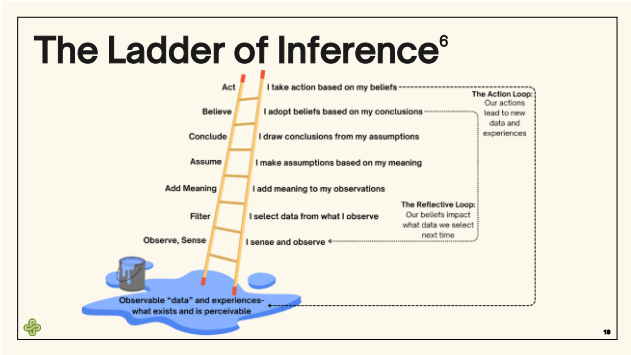 The Ladder of Inference6
Act I take action based on my beliefs
The Action Loop:
Our actions
lead to new
data and
experiences
Believe I adopt beliefs based on my conclusions
Conclude I draw conclusions from my assumptions
Assume I make assumptions based on my meaning
Add Meaning I add meaning to my observations
Filter I select data from what I observe
The Reflective Loop:
Our beliefs impact
what data we select
next time
Observe, Sense I sense and observe
Observable “data” and experiences-
what exists and is perceivable